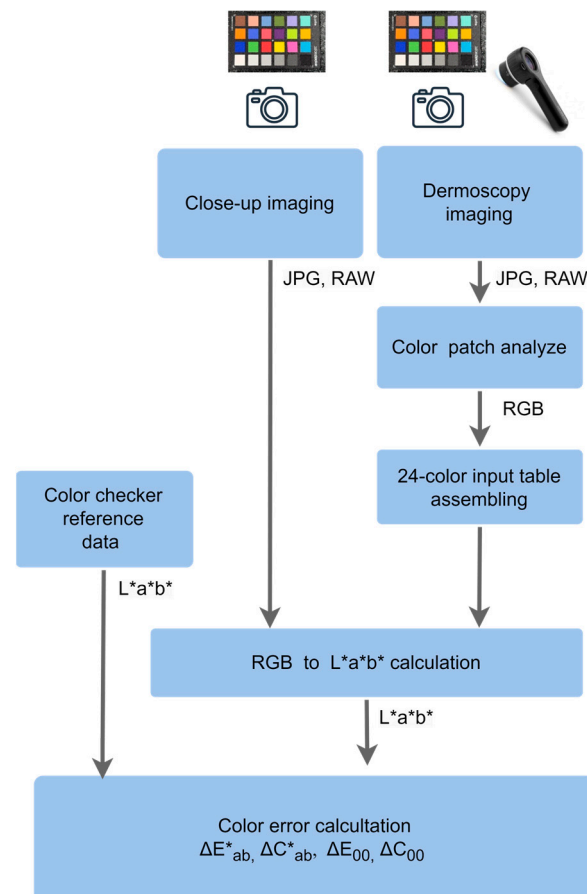 Close-up imaging
Dermoscopy
imaging
JPG, RAW
JPG, RAW
Color patch analyze
RGB
24-color input table
assembling
Color checker
reference
data
L*a*b*
RGB to L*a*b* calculation
L*a*b*
Color error calcultation
ΔE*ab, ΔC*ab, ΔE00, ΔC00